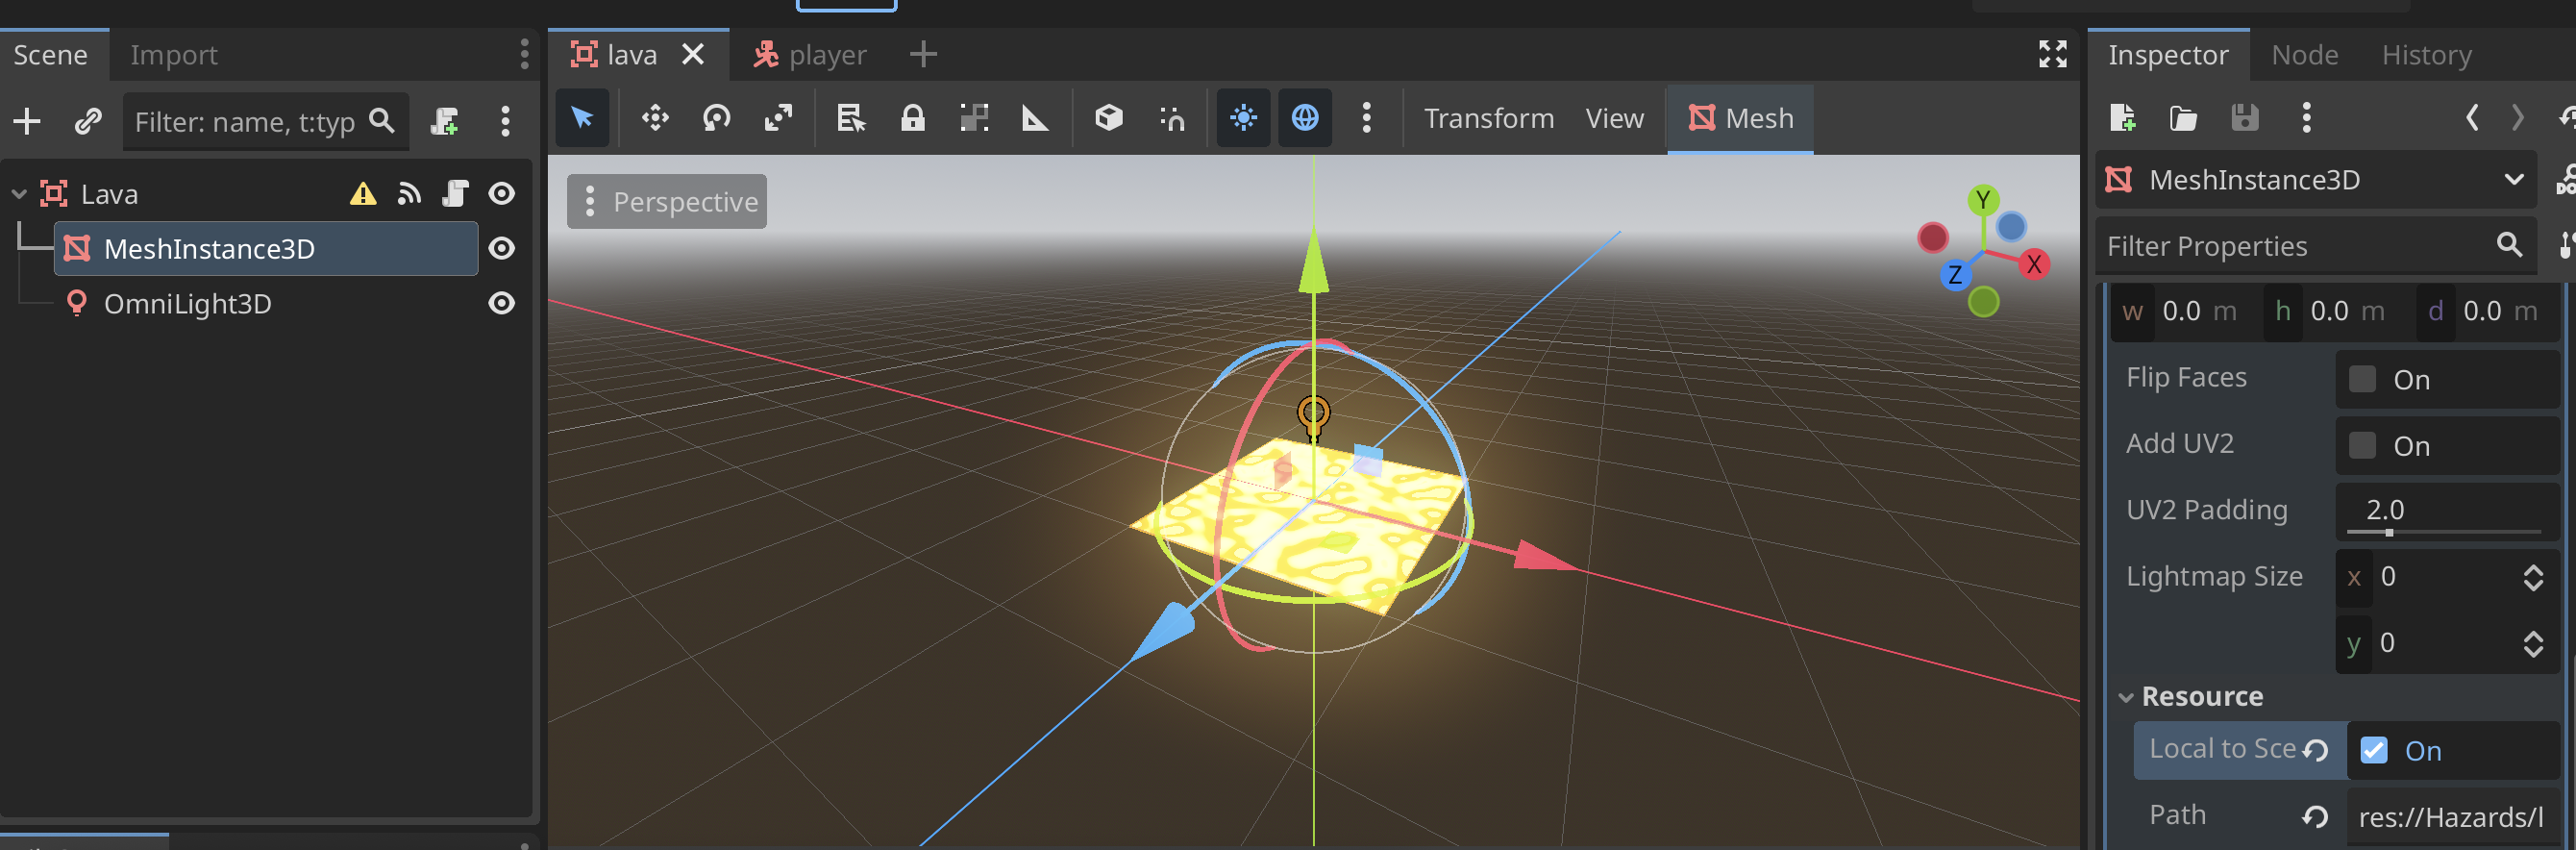 Scene Import
lava player
Inspector Node History
Filter: name, t:typ
Transform View Mesh
Lava
MeshInstance3D
OmniLight3D
Perspective
Y
X
Z
MeshInstance3D
Filter Properties
w 0.0 m h 0.0 m d 0.0 m
Flip Faces On
Add UV2 On
UV2 Padding 2.0
Lightmap Size x 0
y 0
Resource
Local to Sce On
Path res://Hazards/l